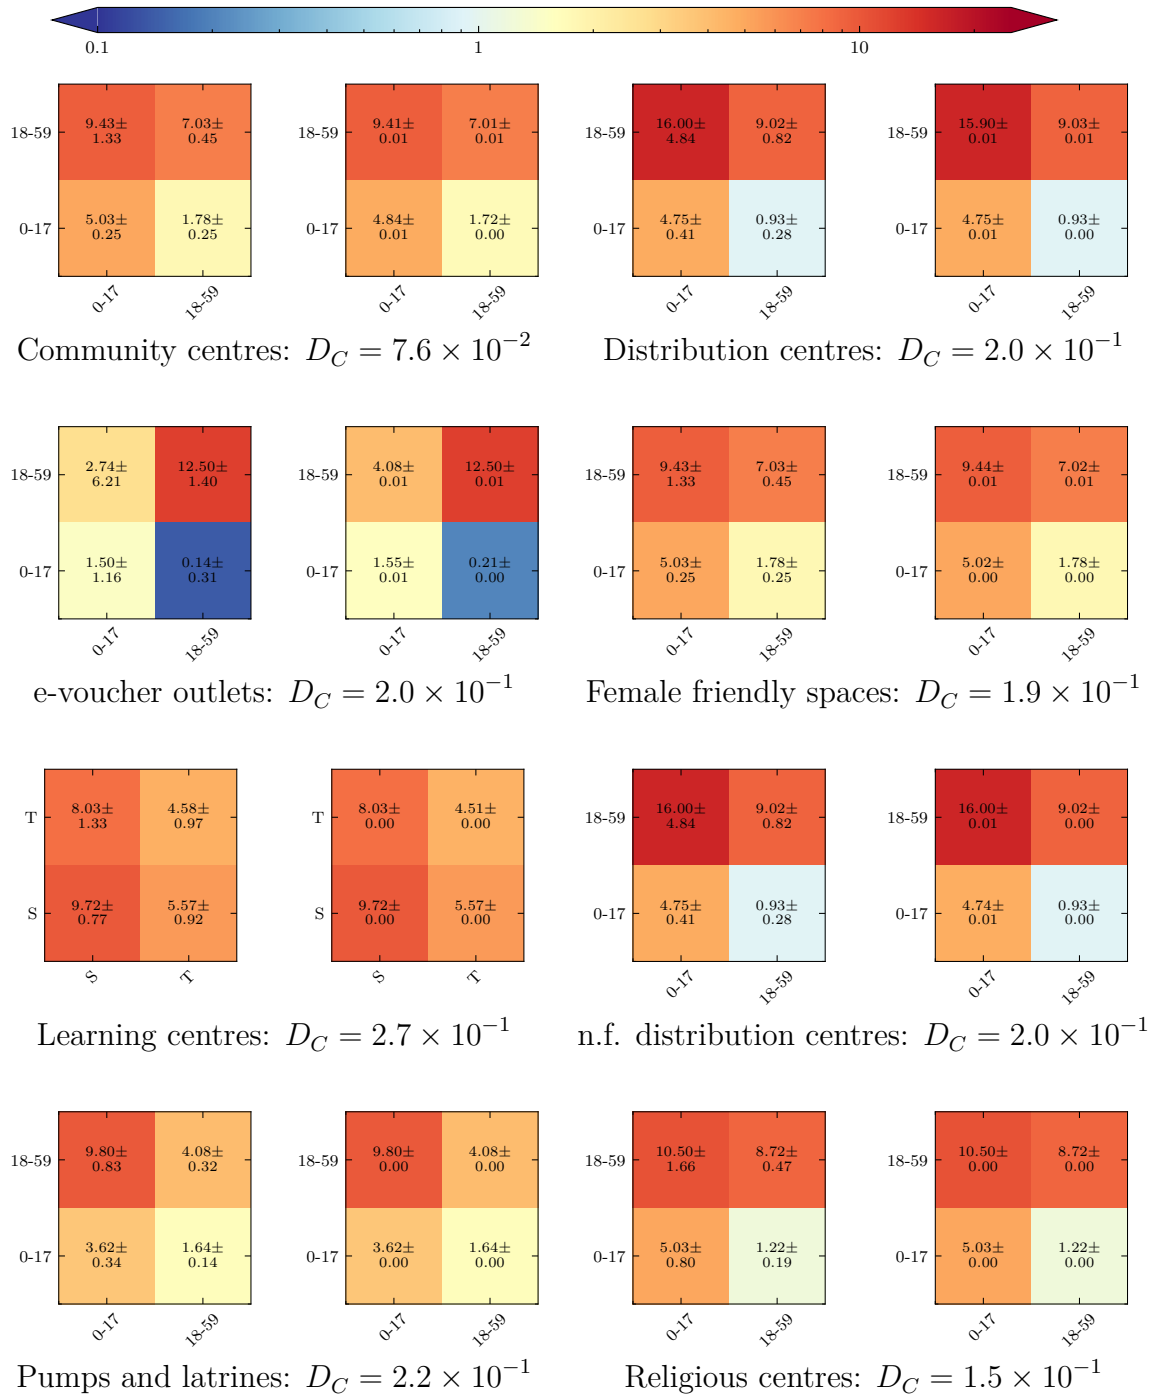 0.1 1 10
18-59 9.43± 7.03± 9.41± 7.01±
1.33 0.45 0.01 0.01
0-17 5.03± 1.78± 4.84± 1.72±
0.25 0.25 0.01 0.00
0-17 18-59 0-17 18-59
Community centres: D_C = 7.6 × 10⁻²
18-59 16.00± 9.02± 18-59 15.90± 9.03±
4.84 0.82 0.01 0.01
0-17 4.75± 0.93± 0-17 4.75± 0.93±
0.41 0.28 0.01 0.00
0-17 18-59 0-17 18-59
Distribution centres: D_C = 2.0 × 10⁻¹
18-59 2.74± 12.50± 18-59 4.08± 12.50±
6.21 1.40 0.01 0.01
0-17 1.50± 0.14± 0-17 1.55± 0.21±
1.16 0.31 0.01 0.00
0-17 18-59 0-17 18-59
e-voucher outlets: D_C = 2.0 × 10⁻¹
18-59 9.43± 7.03± 18-59 9.44± 7.02±
1.33 0.45 0.01 0.01
0-17 5.03± 1.78± 0-17 5.02± 1.78±
0.25 0.25 0.00 0.00
0-17 18-59 0-17 18-59
Female friendly spaces: D_C = 1.9 × 10⁻¹
T 8.03± 4.58± T 8.03± 4.51±
1.33 0.97 0.00 0.00
S 9.72± 5.57± S 9.72± 5.57±
0.77 0.92 0.00 0.00
S T S T
Learning centres: D_C = 2.7 × 10⁻¹
18-59 16.00± 9.02± 18-59 16.00± 9.02±
4.84 0.82 0.01 0.00
0-17 4.75± 0.93± 0-17 4.74± 0.93±
0.41 0.28 0.01 0.00
0-17 18-59 0-17 18-59
n.f. distribution centres: D_C = 2.0 × 10⁻¹
18-59 9.80± 4.08± 18-59 9.80± 4.08±
0.83 0.32 0.00 0.00
0-17 3.62± 1.64± 0-17 3.62± 1.64±
0.34 0.14 0.00 0.00
0-17 18-59 0-17 18-59
Pumps and latrines: D_C = 2.2 × 10⁻¹
18-59 10.50± 8.72± 18-59 10.50± 8.72±
1.66 0.47 0.00 0.00
0-17 5.03± 1.22± 0-17 5.03± 1.22±
0.80 0.19 0.00 0.00
0-17 18-59 0-17 18-59
Religious centres: D_C = 1.5 × 10⁻¹